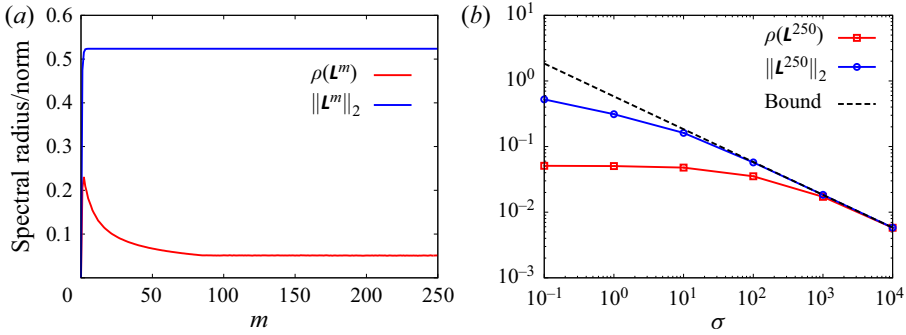 (a)
0.6
0.5
0.4
0.3
0.2
0.1
0 50 100 150 200 250
Spectral radius/norm
m
ρ(L^m)
||L^m||_2
(b)
10^1
10^0
10^−1
10^−2
10^−3
10^−1 10^0 10^1 10^2 10^3 10^4
σ
ρ(L^250)
||L^250||_2
Bound